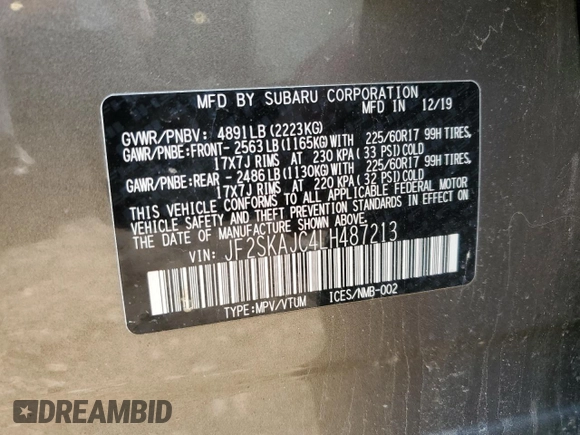 MFD BY SUBARU CORPORATION
MFD IN 12/19
GVWR/PNBV: 4891LB (2223KG)
GAWR/PNBE:FRONT- 2563LB (1165KG)WITH 225/60R17 99H TIRES,
17X7J RIMS AT 230 KPA (33 PSI) COLD
GAWR/PNBE:REAR - 2486LB (1130KG)WITH 225/60R17 99H TIRES,
17X7J RIMS AT 220 KPA (32 PSI) COLD
THIS VEHICLE CONFORMS TO ALL APPLICABLE FEDERAL MOTOR
VEHICLE SAFETY AND THEFT PREVENTION STANDARDS IN EFFECT ON
THE DATE OF MANUFACTURE SHOWN ABOVE.
VIN: JF2SKAJC4LH487213
TYPE:MPV/VTUM ICES/NMB-002
DREAMBID